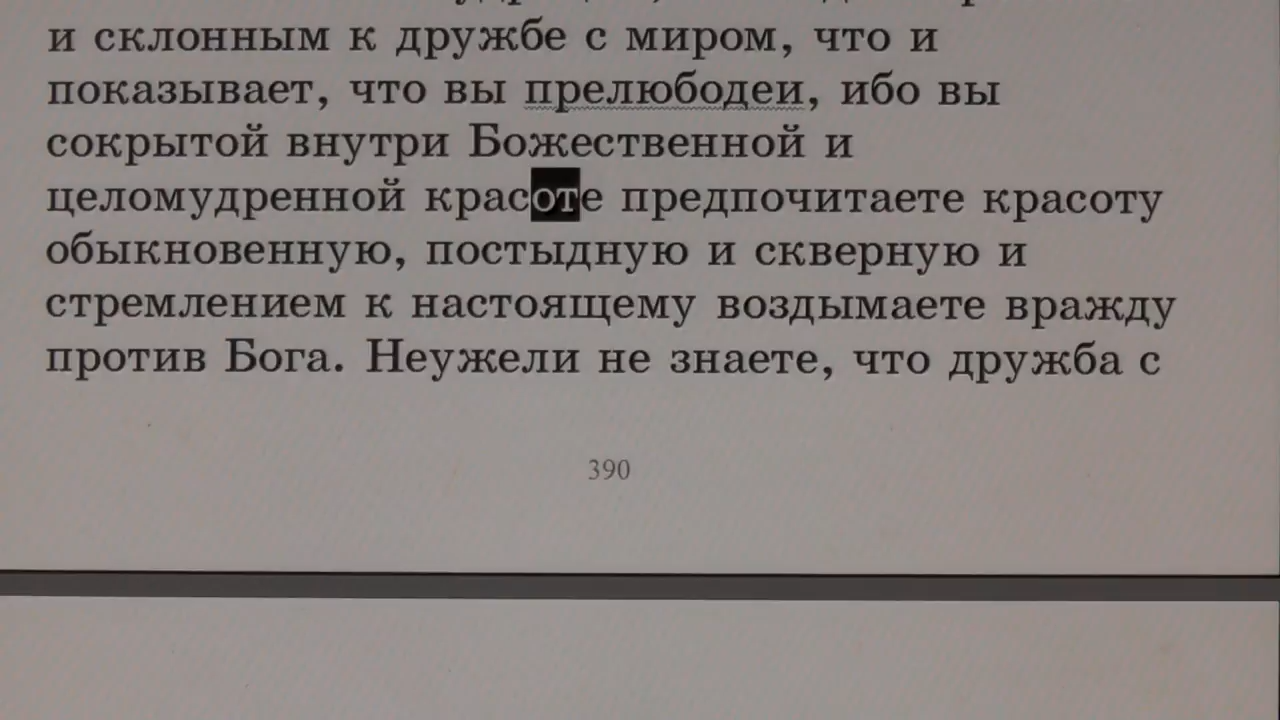 и склонным к дружбе с миром, что и
показывает, что вы прелюбодеи, ибо вы
сокрытой внутри Божественной и
целомудренной красоте предпочитаете красоту
обыкновенную, постыдную и скверную и
стремлением к настоящему воздымаете вражду
против Бога. Неужели не знаете, что дружба с
390